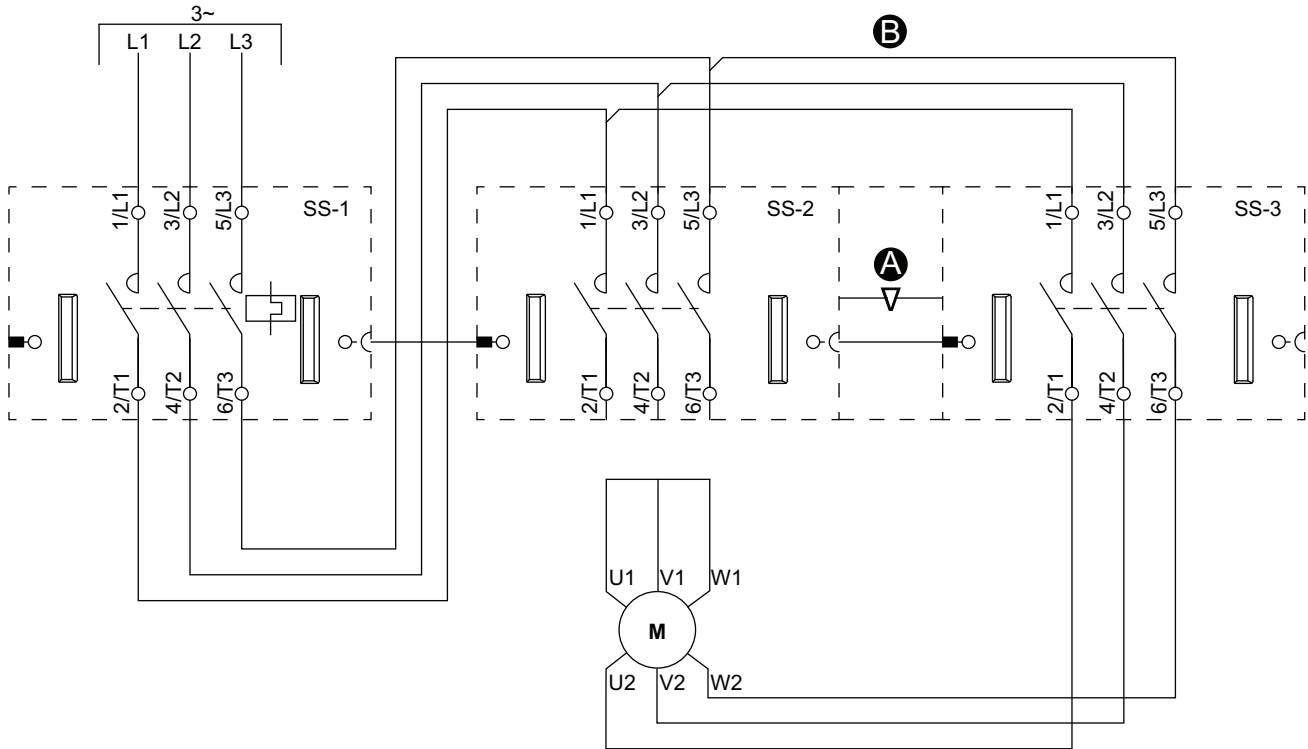 3~
L1 L2 L3
B
1/L1 3/L2 5/L3 SS-1
1/L1 3/L2 5/L3 SS-2
1/L1 3/L2 5/L3 SS-3
A
2/T1 4/T2 6/T3
2/T1 4/T2 6/T3
2/T1 4/T2 6/T3
U1 V1 W1
M
U2 V2 W2